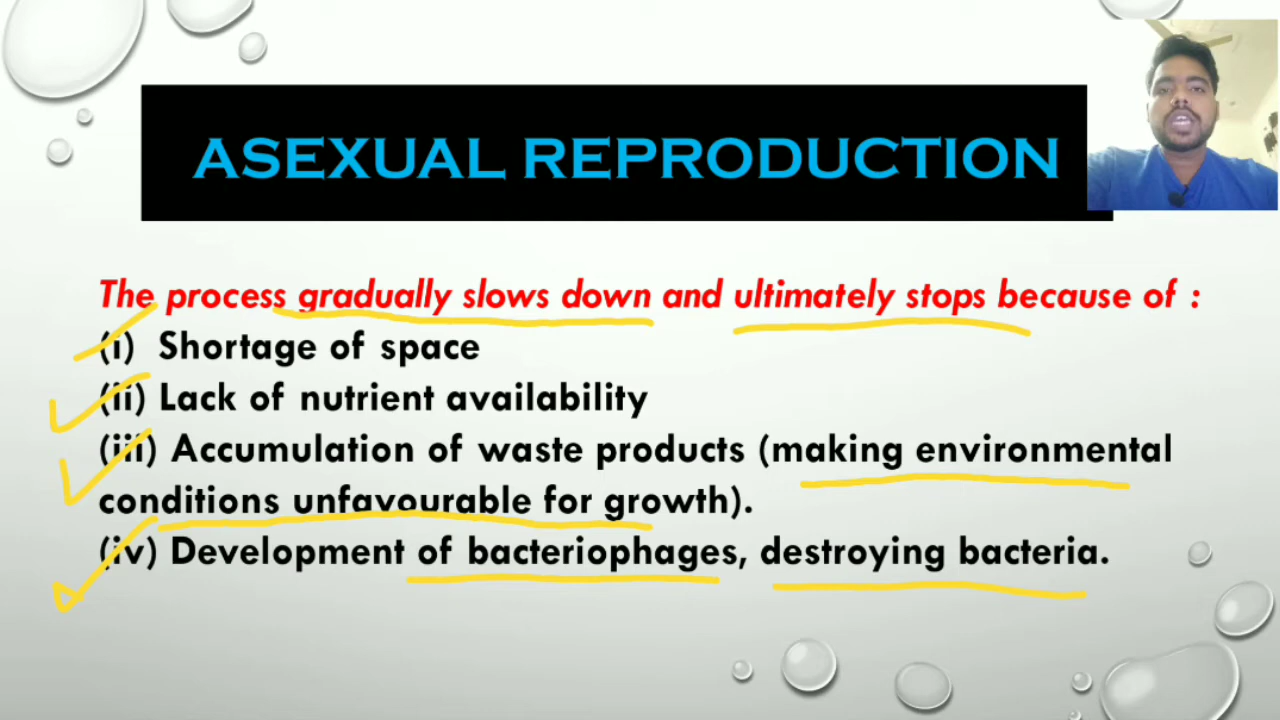 ASEXUAL REPRODUCTION
The process gradually slows down and ultimately stops because of :
(i) Shortage of space
(ii) Lack of nutrient availability
(iii) Accumulation of waste products (making environmental
conditions unfavourable for growth).
(iv) Development of bacteriophages, destroying bacteria.